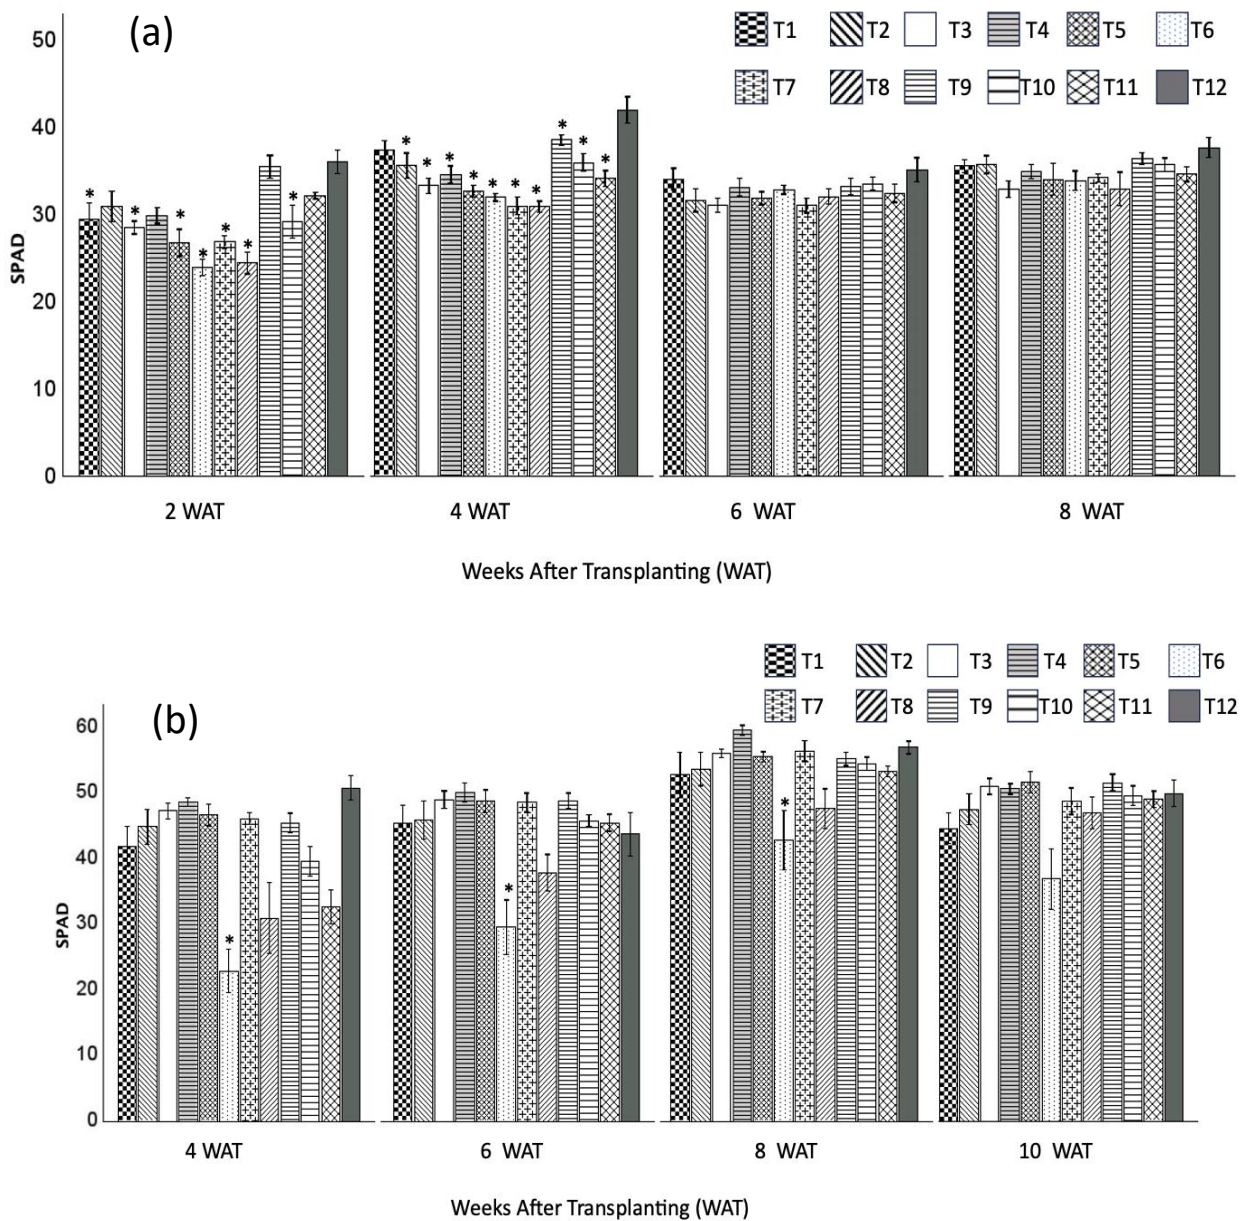 (a)
T1 T2 T3 T4 T5 T6
T7 T8 T9 T10 T11 T12
50
40
30
20
10
0
SPAD
* * * * * * *
* * * * * * * * * *
2 WAT 4 WAT 6 WAT 8 WAT
Weeks After Transplanting (WAT)
(b)
T1 T2 T3 T4 T5 T6
T7 T8 T9 T10 T11 T12
60
50
40
30
20
10
0
SPAD
* * *
4 WAT 6 WAT 8 WAT 10 WAT
Weeks After Transplanting (WAT)